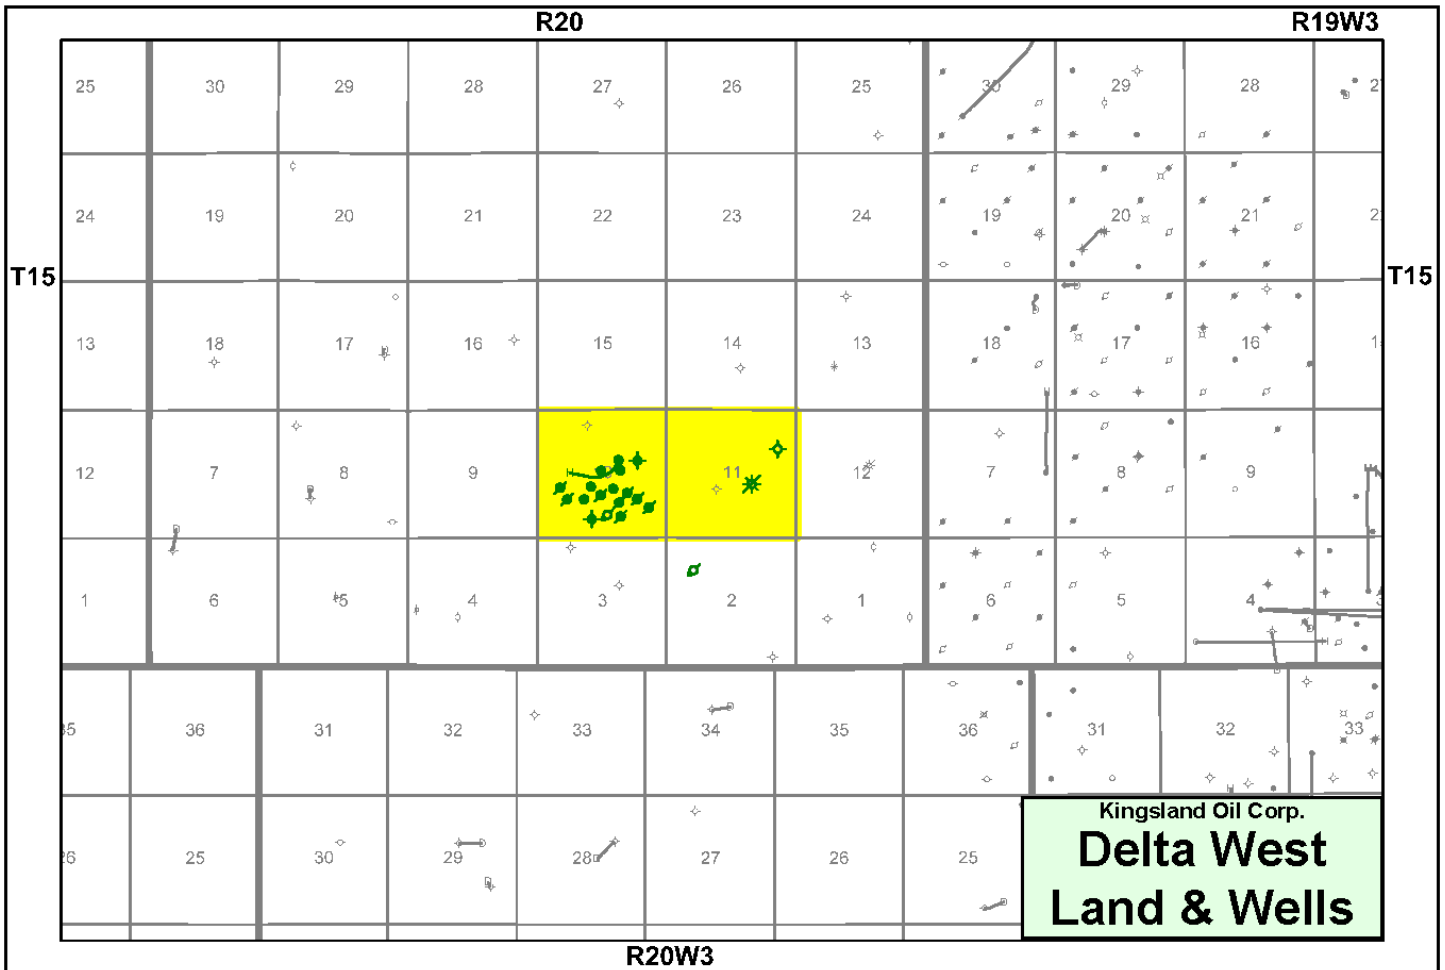 R20 R19W3
25 30 29 28 27 26 25 30 29 28
24 19 20 21 22 23 24 19 20 21
T15 T15
13 18 17 16 15 14 13 18 17 16
12 7 8 9 11 12 7 8 9
1 6 5 4 3 2 1 6 5 4
36 31 32 33 34 35 36 31 32 33
25 30 29 28 27 26 25
Kingsland Oil Corp.
Delta West
Land & Wells
R20W3